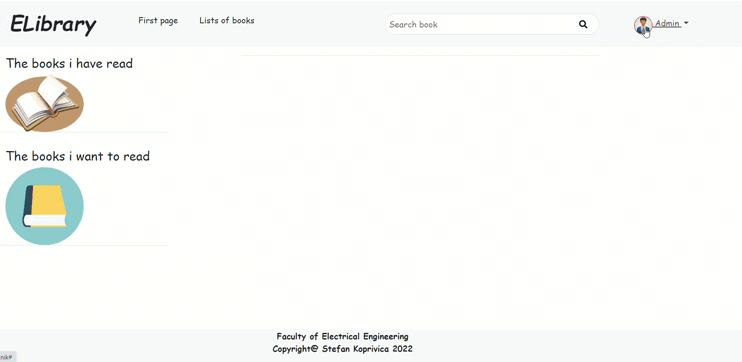 ELibrary
First page
Lists of books
Search book
Admin
The books i have read
The books i want to read
Faculty of Electrical Engineering
Copyright@ Stefan Koprivica 2022
nik#